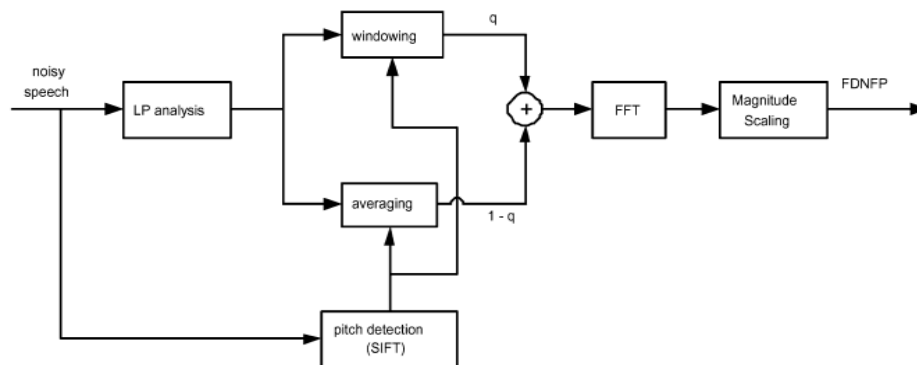 noisy
speech
LP analysis
windowing
q
averaging
1 - q
+
FFT
Magnitude
Scaling
FDNFP
pitch detection
(SIFT)